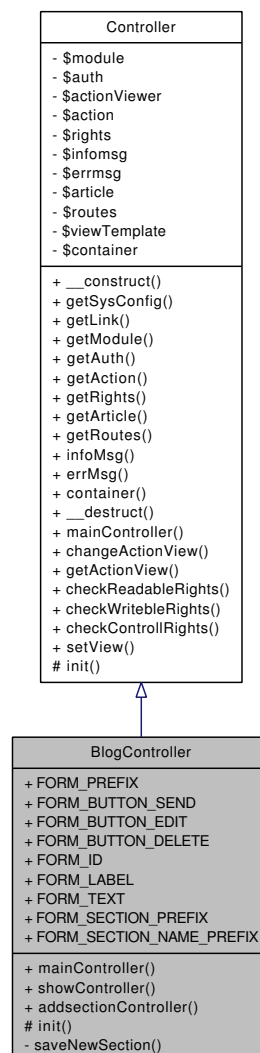 Controller
- $module
- $auth
- $actionViewer
- $action
- $rights
- $infomsg
- $errmsg
- $article
- $routes
- $viewTemplate
- $container
+ __construct()
+ getSysConfig()
+ getLink()
+ getModule()
+ getAuth()
+ getAction()
+ getRights()
+ getArticle()
+ getRoutes()
+ infoMsg()
+ errMsg()
+ container()
+ __destruct()
+ mainController()
+ changeActionView()
+ getActionView()
+ checkReadableRights()
+ checkWritebleRights()
+ checkControllRights()
+ setView()
# init()
BlogController
+ FORM_PREFIX
+ FORM_BUTTON_SEND
+ FORM_BUTTON_EDIT
+ FORM_BUTTON_DELETE
+ FORM_ID
+ FORM_LABEL
+ FORM_TEXT
+ FORM_SECTION_PREFIX
+ FORM_SECTION_NAME_PREFIX
+ mainController()
+ showController()
+ addsectionController()
# init()
- saveNewSection()